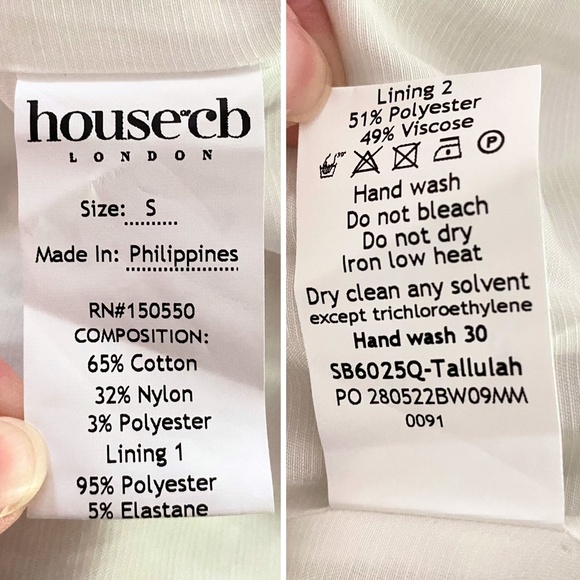 house of cb
LONDON
Size: S
Made In: Philippines
RN#150550
COMPOSITION:
65% Cotton
32% Nylon
3% Polyester
Lining 1
95% Polyester
5% Elastane
Lining 2
51% Polyester
49% Viscose
30°
P
Hand wash
Do not bleach
Do not dry
Iron low heat
Dry clean any solvent
except trichloroethylene
Hand wash 30
SB6025Q-Tallulah
PO 280522BW09MM
0091